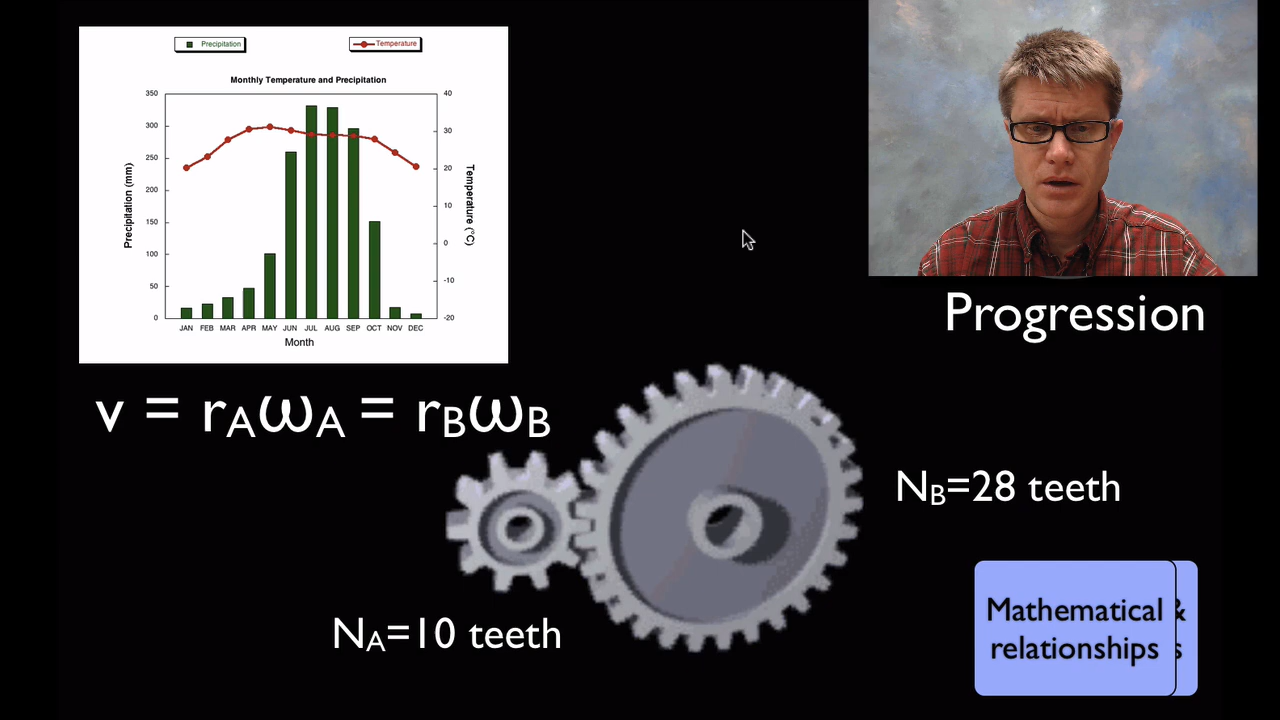 Precipitation
Temperature
Monthly Temperature and Precipitation
350
300
250
200
150
100
50
0
40
30
20
10
0
-10
-20
Precipitation (mm)
Temperature (°C)
JAN FEB MAR APR MAY JUN JUL AUG SEP OCT NOV DEC
Month
Progression
v = rAωA = rBωB
NB=28 teeth
NA=10 teeth
Mathematical &
relationships s